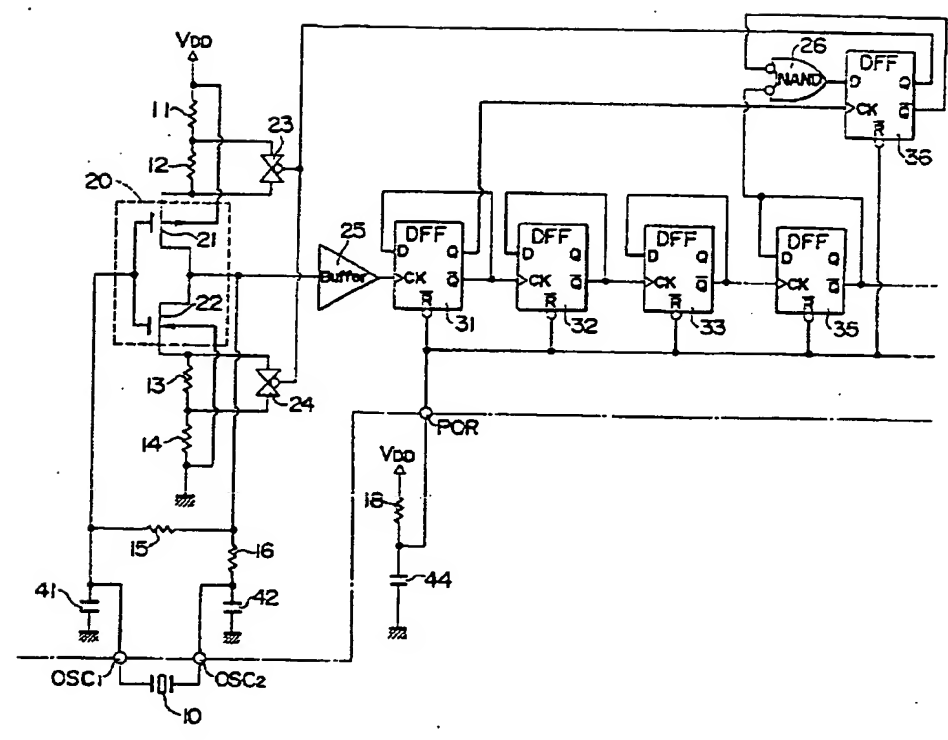 VDD
11
12
23
20
21
22
25
Buffer
26
NAND
DFF
D
Q
CK
Q̅
R̅
36
DFF
D
Q
CK
Q̅
R̅
31
DFF
D
Q
CK
Q̅
R̅
32
DFF
D
Q
CK
Q̅
R̅
33
DFF
D
Q
CK
Q̅
R̅
35
13
24
14
POR
VDD
18
44
15
16
41
42
OSC1
OSC2
10